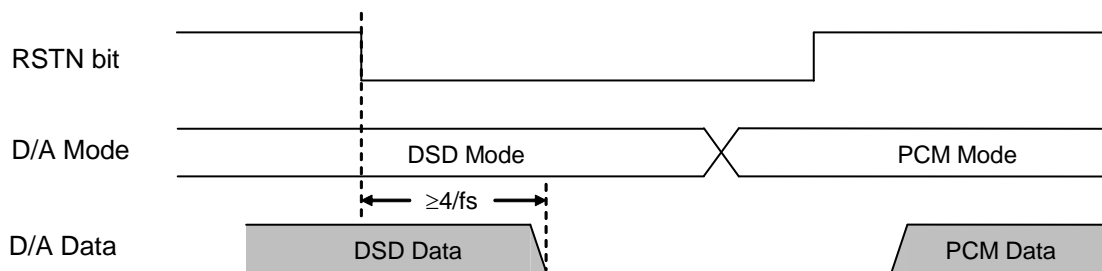 RSTN bit
D/A Mode
DSD Mode
PCM Mode
≥4/fs
D/A Data
DSD Data
PCM Data